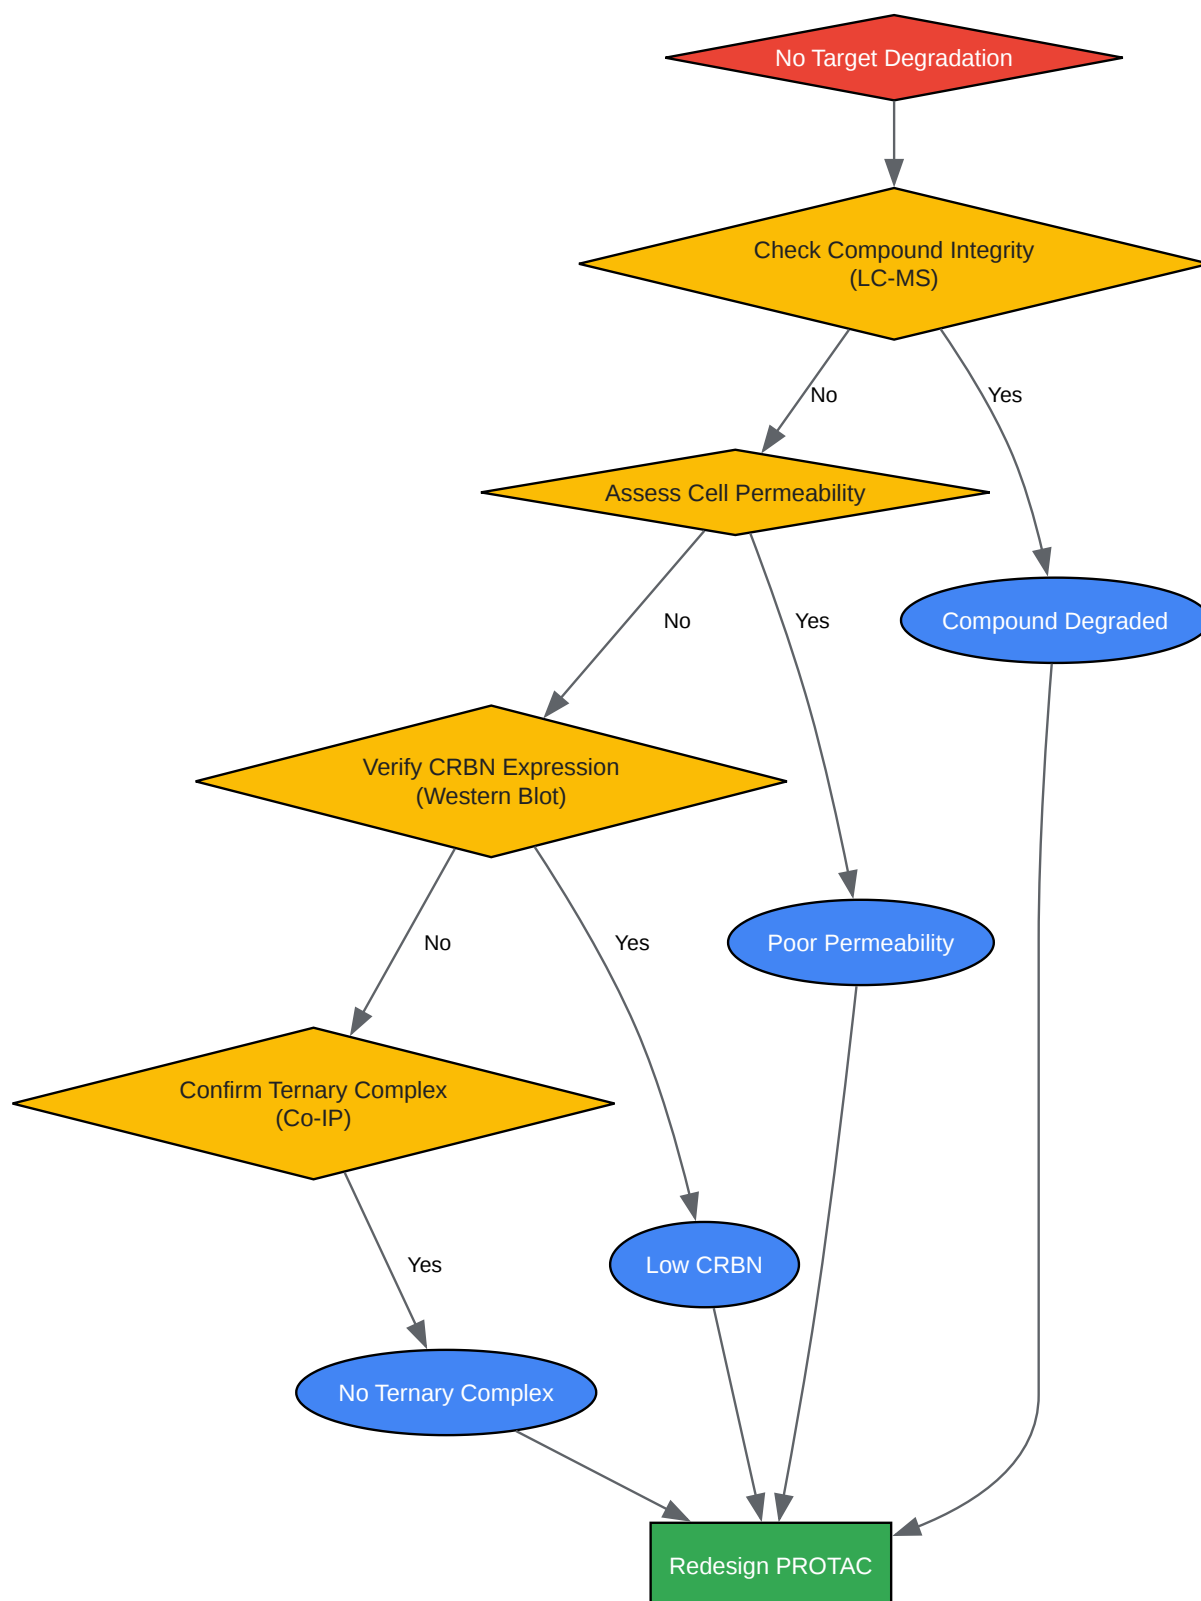 No Target Degradation
Check Compound Integrity
(LC-MS)
No
Yes
Assess Cell Permeability
No
Yes
Compound Degraded
Verify CRBN Expression
(Western Blot)
No
Yes
Poor Permeability
Confirm Ternary Complex
(Co-IP)
Yes
Low CRBN
No Ternary Complex
Redesign PROTAC